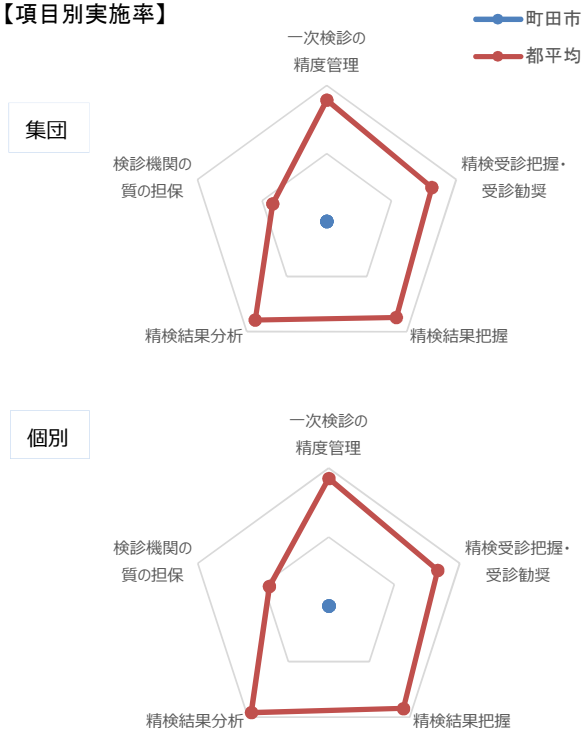 【項目別実施率】
町田市
都平均
集団
一次検診の
精度管理
精検受診把握・
受診勧奨
精検結果把握
精検結果分析
検診機関の
質の担保
個別
一次検診の
精度管理
精検受診把握・
受診勧奨
精検結果把握
精検結果分析
検診機関の
質の担保